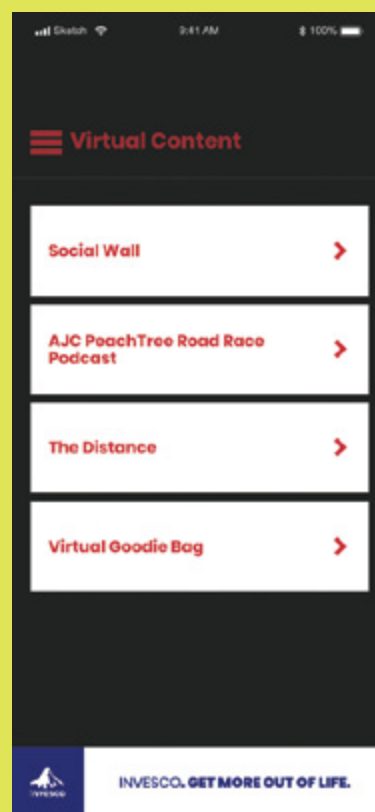 Sketch 9:41 AM 100%
Virtual Content
Social Wall
AJC PeachTree Road Race
Podcast
The Distance
Virtual Goodie Bag
INVESCO
INVESCO. GET MORE OUT OF LIFE.